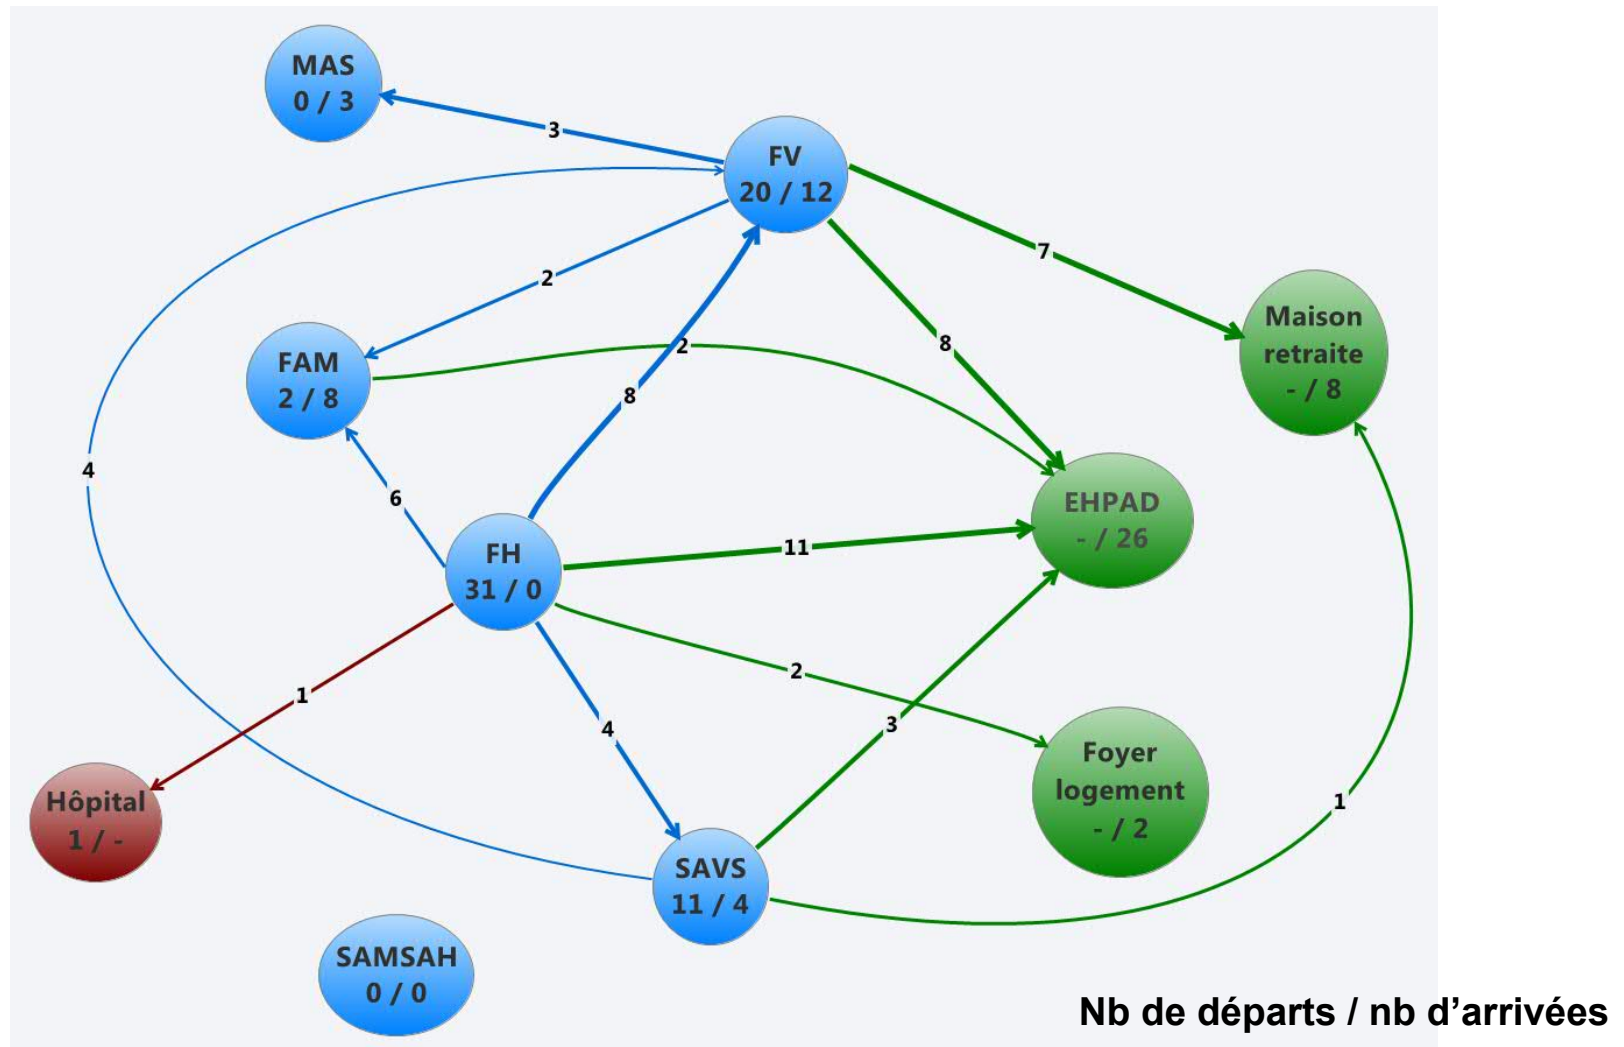 MAS
0 / 3
3
FV
20 / 12
7
2
Maison
retraite
- / 8
8
2
FAM
2 / 8
8
4
6
EHPAD
- / 26
11
FH
31 / 0
2
1
4
3
Foyer
logement
- / 2
Hôpital
1 / -
1
SAVS
11 / 4
SAMSAH
0 / 0
Nb de départs / nb d’arrivées